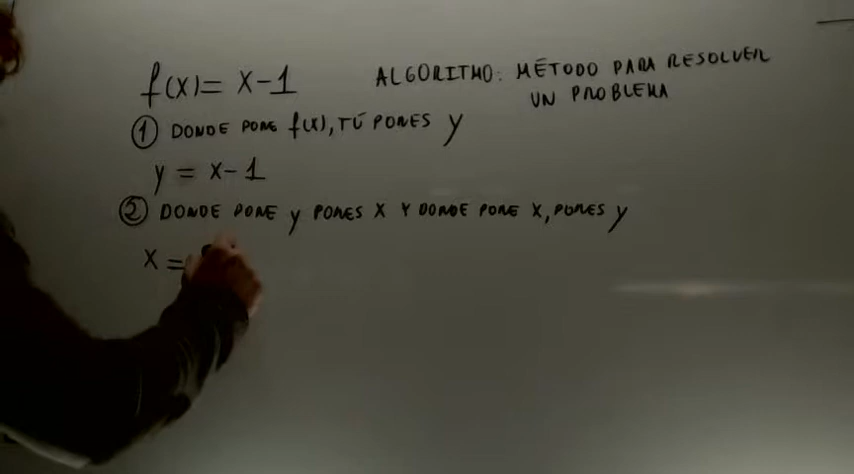 f(x)= x-1
ALGORITMO: MÉTODO PARA RESOLVER
UN PROBLEMA
① DONDE PONE f(x), TÚ PONES y
y = x-1
② DONDE PONE y PONES X Y DONDE PONE X, PONES y
X =